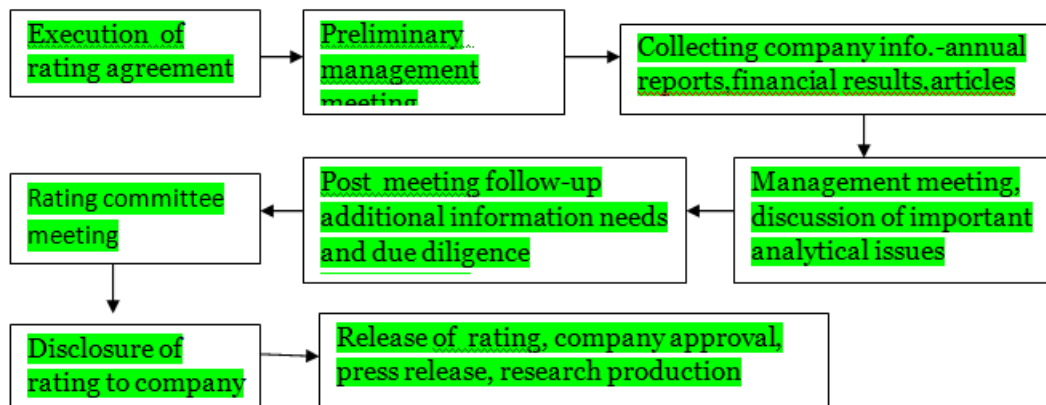 Execution of
rating agreement
Preliminary
management
meeting
Collecting company info.-annual
reports,financial results,articles
Management meeting,
discussion of important
analytical issues
Post meeting follow-up
additional information needs
and due diligence
Rating committee
meeting
Disclosure of
rating to company
Release of rating, company approval,
press release, research production